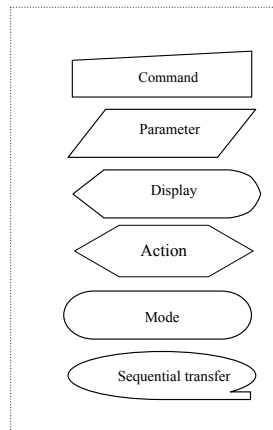 Command
Parameter
Display
Action
Mode
Sequential transfer